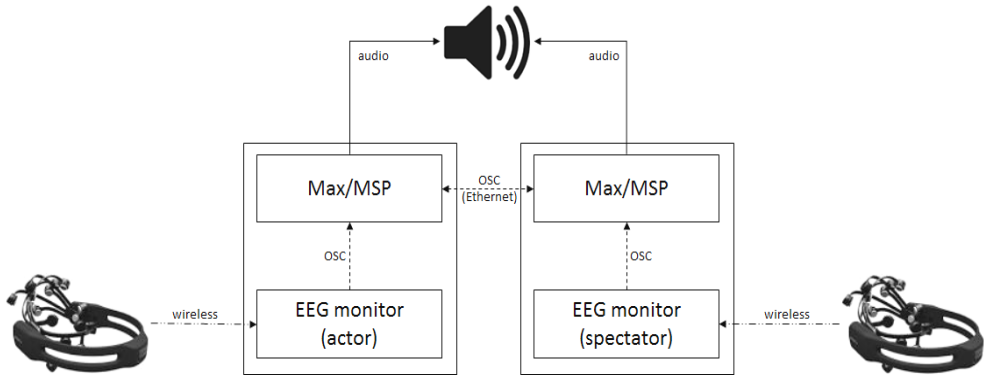 audio
audio
Max/MSP
OSC
(Ethernet)
Max/MSP
OSC
OSC
wireless
EEG monitor
(actor)
EEG monitor
(spectator)
wireless